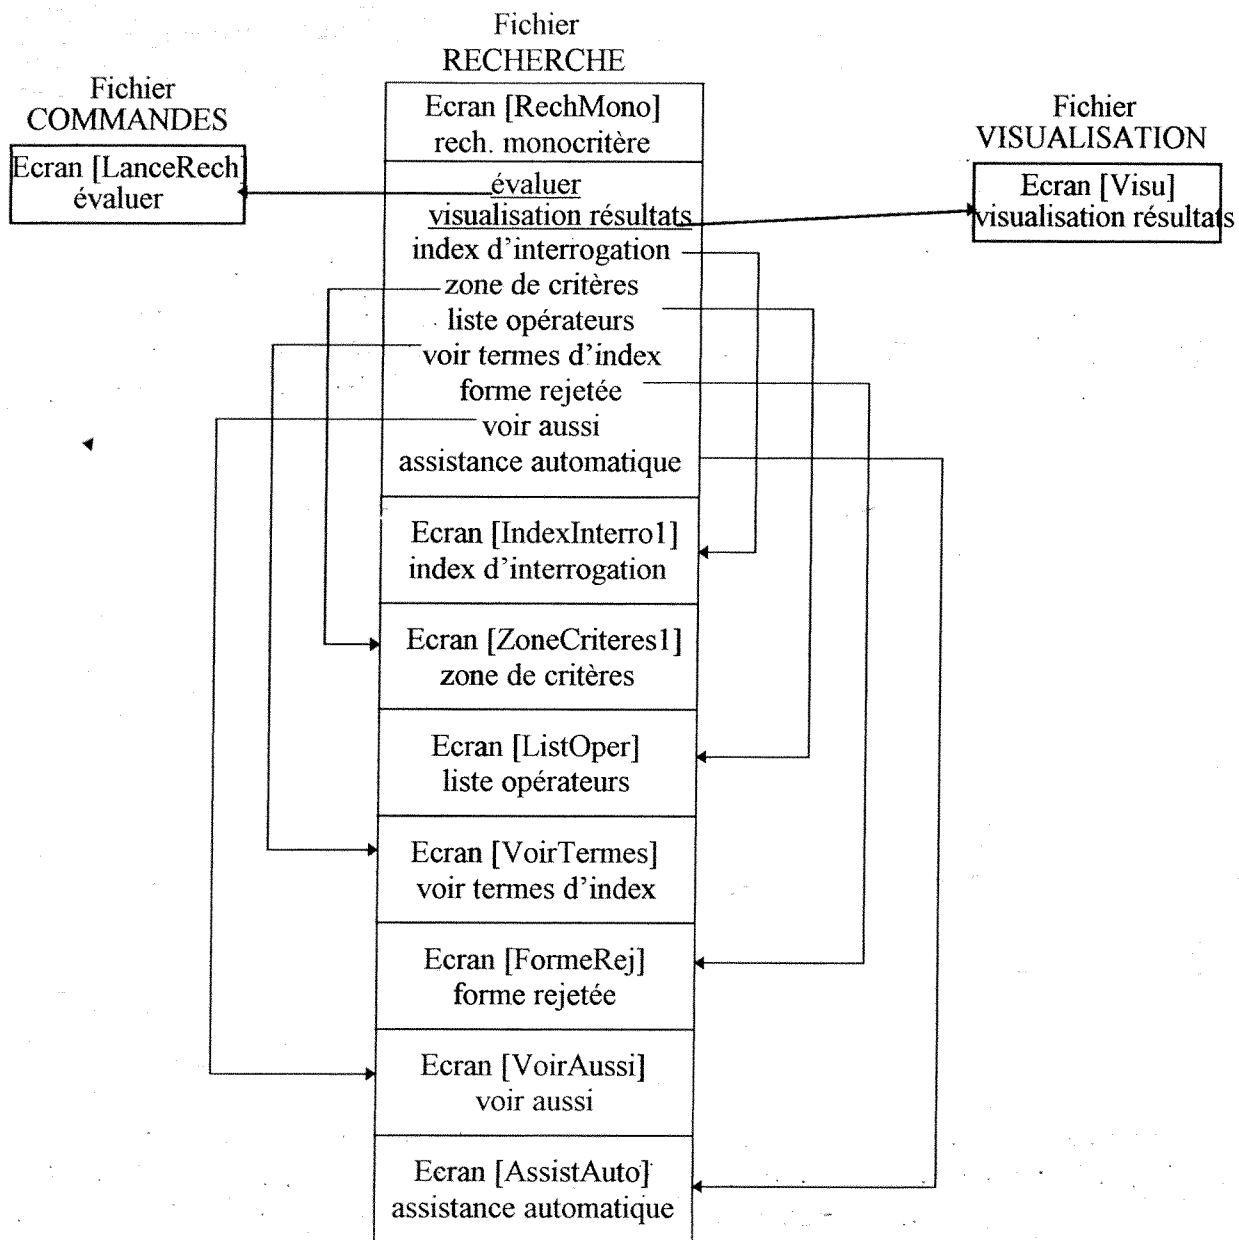 Fichier
RECHERCHE
Fichier
COMMANDES
Fichier
VISUALISATION
Ecran [RechMono]
rech. monocritère
Ecran [LanceRech]
évaluer
Ecran [Visu]
visualisation résultats
évaluer
visualisation résultats
index d'interrogation
zone de critères
liste opérateurs
voir termes d'index
forme rejetée
voir aussi
assistance automatique
Ecran [IndexInterro1]
index d'interrogation
Ecran [ZoneCriteres1]
zone de critères
Ecran [ListOper]
liste opérateurs
Ecran [VoirTermes]
voir termes d'index
Ecran [FormeRej]
forme rejetée
Ecran [VoirAussi]
voir aussi
Ecran [AssistAuto]
assistance automatique